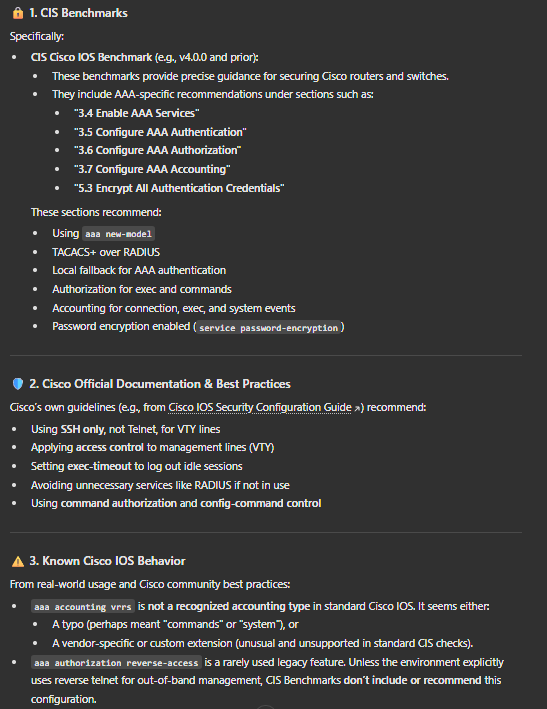 🔒 1. CIS Benchmarks
Specifically:
• CIS Cisco IOS Benchmark (e.g., v4.0.0 and prior):
• These benchmarks provide precise guidance for securing Cisco routers and switches.
• They include AAA-specific recommendations under sections such as:
• "3.4 Enable AAA Services"
• "3.5 Configure AAA Authentication"
• "3.6 Configure AAA Authorization"
• "3.7 Configure AAA Accounting"
• "5.3 Encrypt All Authentication Credentials"
These sections recommend:
• Using aaa new-model
• TACACS+ over RADIUS
• Local fallback for AAA authentication
• Authorization for exec and commands
• Accounting for connection, exec, and system events
• Password encryption enabled (service password-encryption)
🛡️ 2. Cisco Official Documentation & Best Practices
Cisco's own guidelines (e.g., from Cisco IOS Security Configuration Guide ↗) recommend:
• Using SSH only, not Telnet, for VTY lines
• Applying access control to management lines (VTY)
• Setting exec-timeout to log out idle sessions
• Avoiding unnecessary services like RADIUS if not in use
• Using command authorization and config-command control
⚠️ 3. Known Cisco IOS Behavior
From real-world usage and Cisco community best practices:
• aaa accounting vrrs is not a recognized accounting type in standard Cisco IOS. It seems either:
• A typo (perhaps meant "commands" or "system"), or
• A vendor-specific or custom extension (unusual and unsupported in standard CIS checks).
• aaa authorization reverse-access is a rarely used legacy feature. Unless the environment explicitly
uses reverse telnet for out-of-band management, CIS Benchmarks don't include or recommend this
configuration.